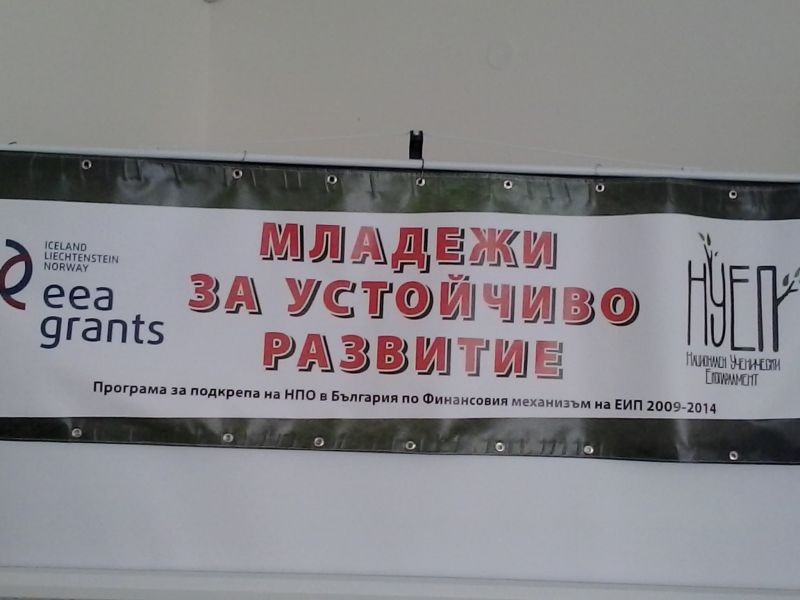 ICELAND
LIECHTENSTEIN
NORWAY
eea
grants
МЛАДЕЖИ
ЗА УСТОЙЧИВО
РАЗВИТИЕ
Програма за подкрепа на НПО в България по Финансовия механизъм на ЕИП 2009-2014
НУЕП
НАЦИОНАЛЕН УЧЕНИЧЕСКИ
ЕКОПАРЛАМЕНТ